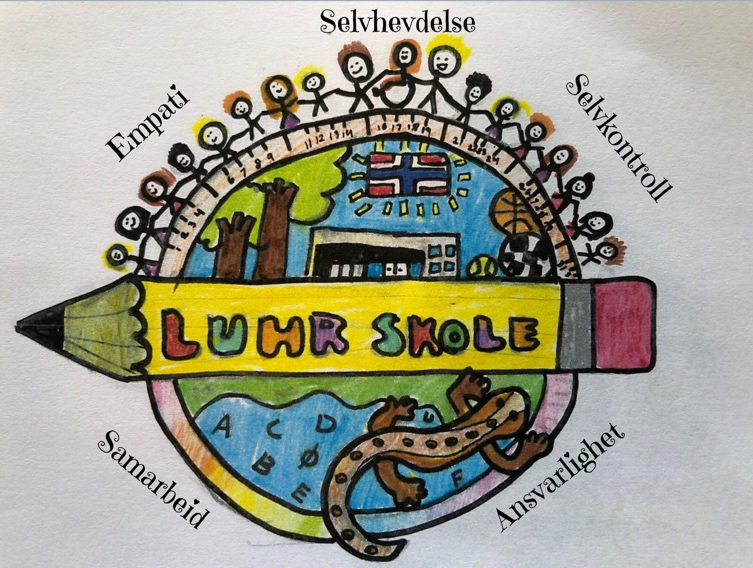 Selvhevdelse
Empati
Selvkontroll
LUHR SKOLE
A C D
B Ø
E F
Samarbeid
Ansvarlighet